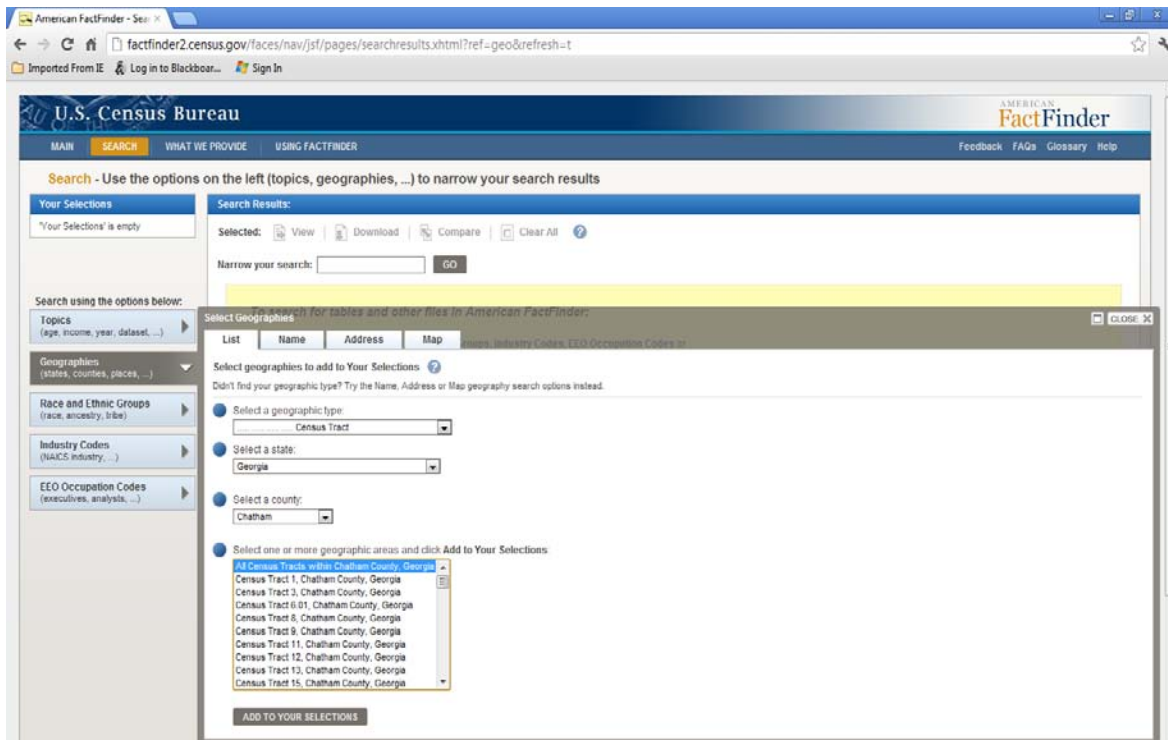 American FactFinder - Sea
factfinder2.census.gov/faces/nav/jsf/pages/searchresults.xhtml?ref=geo&refresh=t
Imported From IE Log in to Blackboar... Sign In
U.S. Census Bureau
AMERICAN
FactFinder
MAIN SEARCH WHAT WE PROVIDE USING FACTFINDER Feedback FAQs Glossary Help
Search - Use the options on the left (topics, geographies, ...) to narrow your search results
Your Selections
'Your Selections' is empty
Search Results:
Selected: View | Download | Compare | Clear All ?
Narrow your search: GO
Search using the options below:
Topics
(age, income, year, dataset, ...)
Geographies
(states, counties, places, ...)
Race and Ethnic Groups
(race, ancestry, tribe)
Industry Codes
(NAICS industry, ...)
EEO Occupation Codes
(executives, analysts, ...)
To search for tables and other files in American FactFinder:
Select Geographies CLOSE X
List Name Address Map
groups, Industry Codes, EEO Occupation Codes or
Select geographies to add to Your Selections ?
Didn't find your geographic type? Try the Name, Address or Map geography search options instead.
Select a geographic type:
.... .... .... .... Census Tract
Select a state:
Georgia
Select a county:
Chatham
Select one or more geographic areas and click Add to Your Selections
All Census Tracts within Chatham County, Georgia
Census Tract 1, Chatham County, Georgia
Census Tract 3, Chatham County, Georgia
Census Tract 6.01, Chatham County, Georgia
Census Tract 8, Chatham County, Georgia
Census Tract 9, Chatham County, Georgia
Census Tract 11, Chatham County, Georgia
Census Tract 12, Chatham County, Georgia
Census Tract 13, Chatham County, Georgia
Census Tract 15, Chatham County, Georgia
ADD TO YOUR SELECTIONS